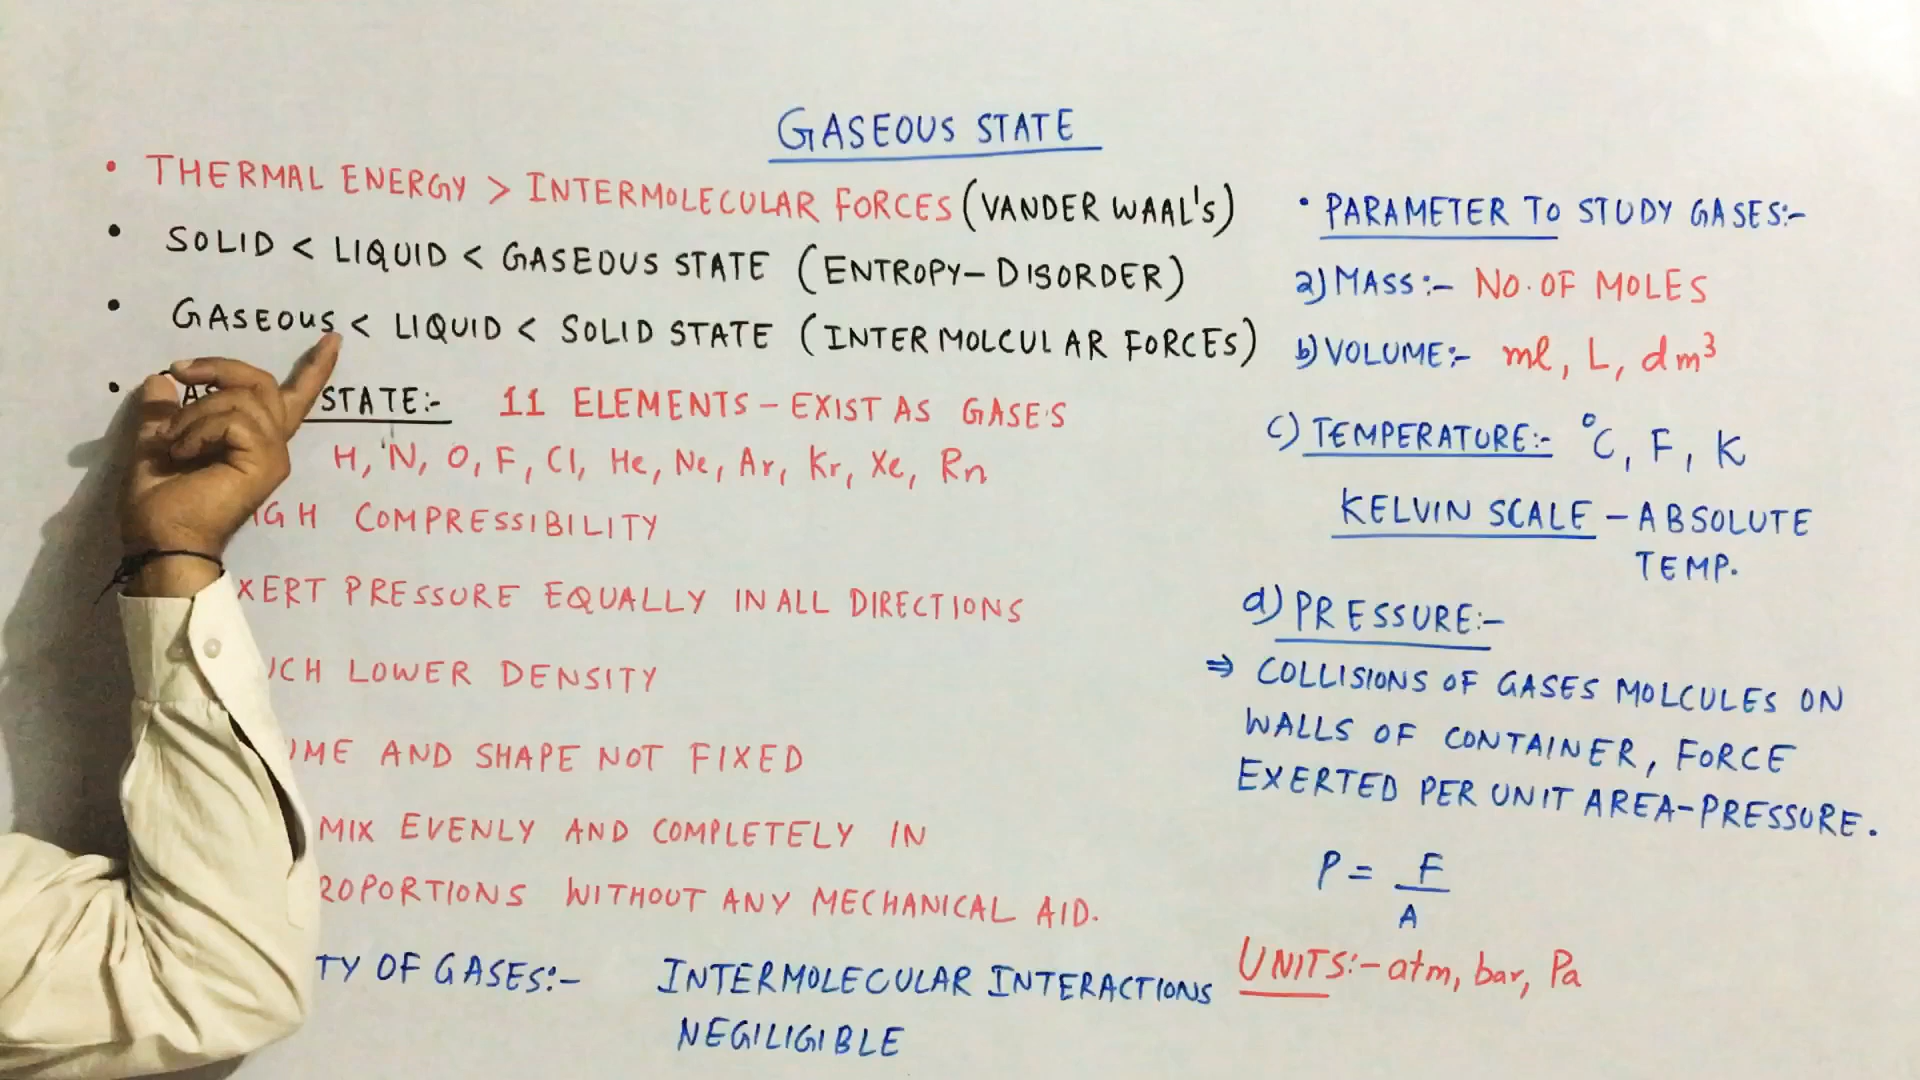 GASEOUS STATE
• THERMAL ENERGY > INTERMOLECULAR FORCES (VANDER WAAL'S)
• SOLID < LIQUID < GASEOUS STATE (ENTROPY-DISORDER)
• GASEOUS < LIQUID < SOLID STATE (INTERMOLCULAR FORCES)
• STATE:- 11 ELEMENTS - EXIST AS GASES
H, N, O, F, Cl, He, Ne, Ar, Kr, Xe, Rn
COMPRESSIBILITY
PRESSURE EQUALLY IN ALL DIRECTIONS
LOWER DENSITY
AND SHAPE NOT FIXED
MIX EVENLY AND COMPLETELY IN
WITHOUT ANY MECHANICAL AID.
OF GASES:- INTERMOLECULAR INTERACTIONS
NEGILIGIBLE
• PARAMETER TO STUDY GASES:-
a) MASS:- NO. OF MOLES
b) VOLUME:- ml, L, dm³
c) TEMPERATURE:- °C, F, K
KELVIN SCALE - ABSOLUTE
TEMP.
d) PRESSURE:-
⇒ COLLISIONS OF GASES MOLCULES ON
WALLS OF CONTAINER, FORCE
EXERTED PER UNIT AREA-PRESSURE.
P = F
A
UNITS:- atm, bar, Pa